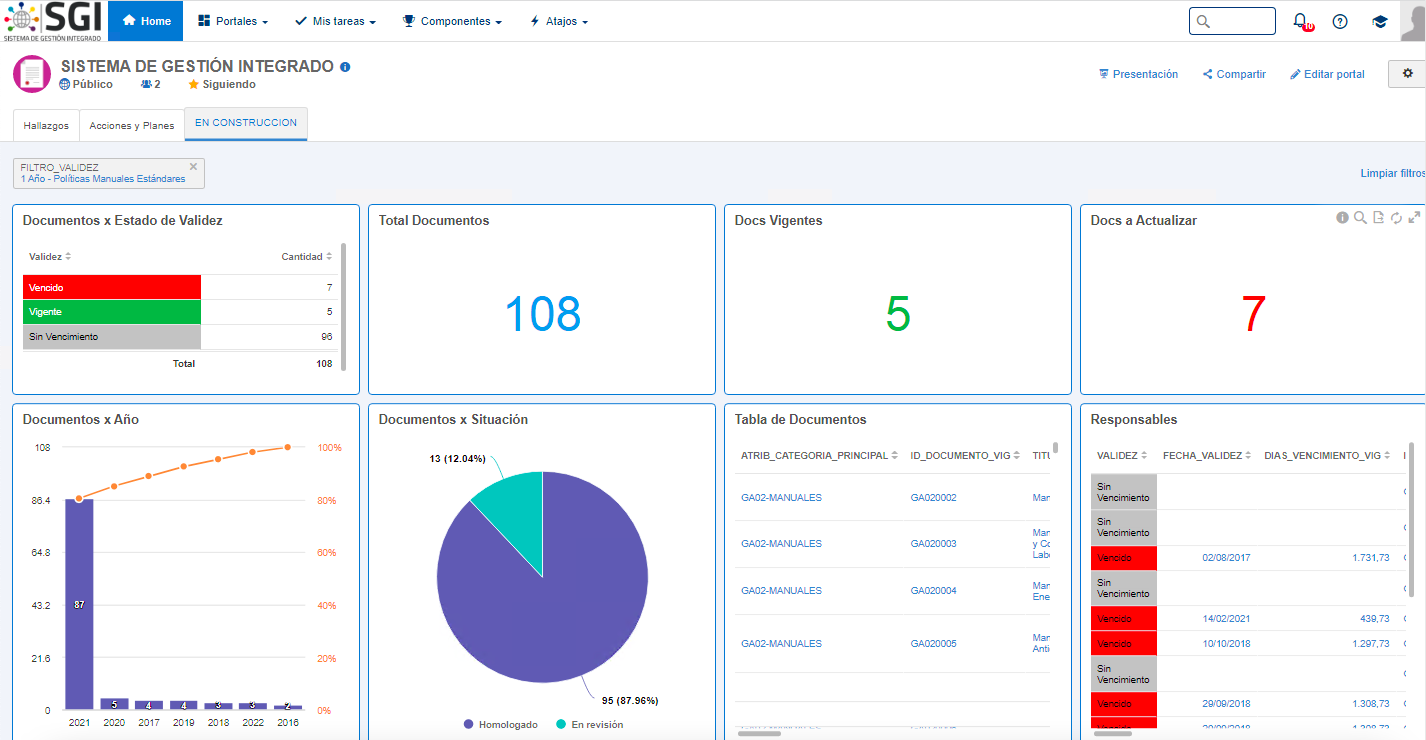 SGI
SISTEMA DE GESTIÓN INTEGRADO
Home
Portales
Mis tareas
Componentes
Atajos
10
SISTEMA DE GESTIÓN INTEGRADO
Público
2
Siguiendo
Presentación
Compartir
Editar portal
Hallazgos
Acciones y Planes
EN CONSTRUCCION
FILTRO_VALIDEZ
1 Año - Políticas Manuales Estándares
Limpiar filtros
Documentos x Estado de Validez
Validez Cantidad
Vencido 7
Vigente 5
Sin Vencimiento 96
Total 108
Total Documentos
108
Docs Vigentes
5
Docs a Actualizar
7
Documentos x Año
108 100%
86.4 80%
64.8 60%
43.2 40%
21.6 20%
0 0%
87 5 4 4 3 3 2
2021 2020 2017 2019 2018 2022 2016
Documentos x Situación
13 (12.04%)
95 (87.96%)
Homologado
En revisión
Tabla de Documentos
ATRIB_CATEGORIA_PRINCIPAL ID_DOCUMENTO_VIG TITU
GA02-MANUALES GA020002 Man
GA02-MANUALES GA020003 Man
y Co
Labo
GA02-MANUALES GA020004 Man
Ene
GA02-MANUALES GA020005 Man
Anti
Responsables
VALIDEZ FECHA_VALIDEZ DIAS_VENCIMIENTO_VIG
Sin
Vencimiento
Sin
Vencimiento
Vencido 02/08/2017 1.731,73
Sin
Vencimiento
Vencido 14/02/2021 439,73
Vencido 10/10/2018 1.297,73
Sin
Vencimiento
Vencido 29/09/2018 1.308,73